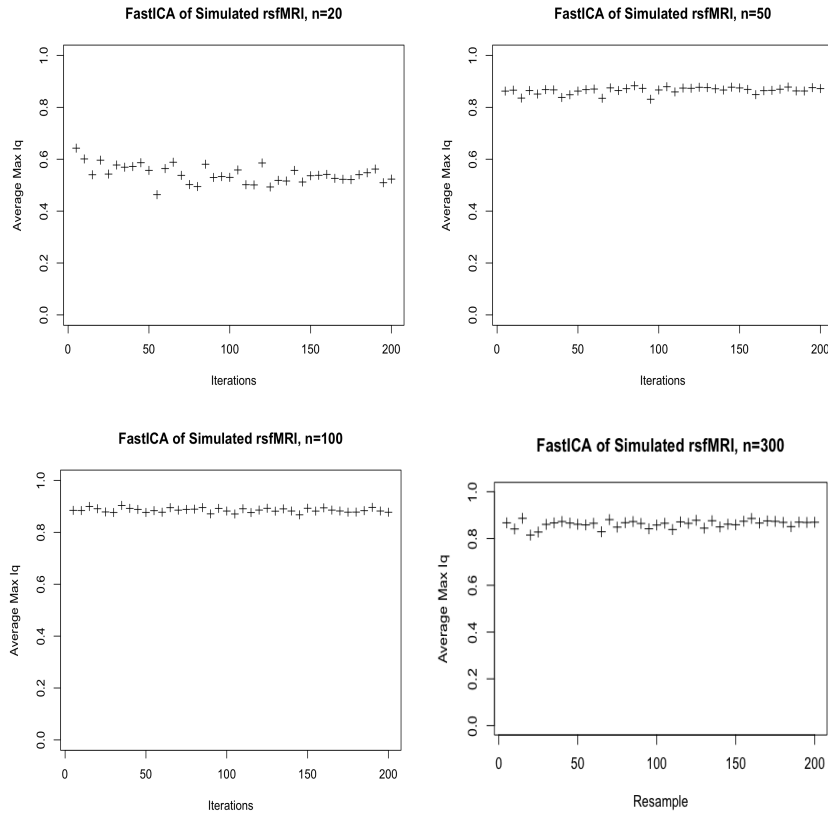 FastICA of Simulated rsfMRI, n=20
Average Max Iq
0.0 0.2 0.4 0.6 0.8 1.0
0 50 100 150 200
Iterations
FastICA of Simulated rsfMRI, n=50
Average Max Iq
0.0 0.2 0.4 0.6 0.8 1.0
0 50 100 150 200
Iterations
FastICA of Simulated rsfMRI, n=100
Average Max Iq
0.0 0.2 0.4 0.6 0.8 1.0
0 50 100 150 200
Iterations
FastICA of Simulated rsfMRI, n=300
Average Max Iq
0.0 0.2 0.4 0.6 0.8 1.0
0 50 100 150 200
Resample